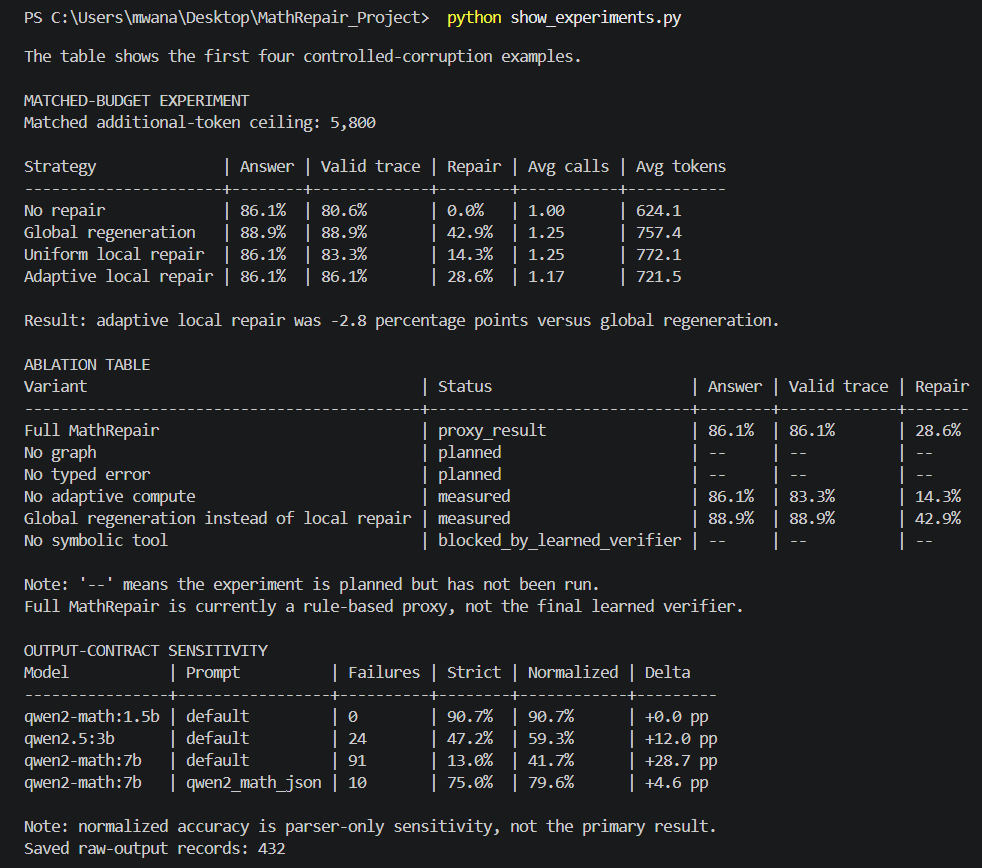 PS C:\Users\mwana\Desktop\MathRepair_Project>  python show_experiments.py
The table shows the first four controlled-corruption examples.
MATCHED-BUDGET EXPERIMENT
Matched additional-token ceiling: 5,800
Strategy              | Answer | Valid trace | Repair | Avg calls | Avg tokens
----------------------+--------+-------------+--------+-----------+-----------
No repair             | 86.1%  | 80.6%       | 0.0%   | 1.00      | 624.1
Global regeneration   | 88.9%  | 88.9%       | 42.9%  | 1.25      | 757.4
Uniform local repair  | 86.1%  | 83.3%       | 14.3%  | 1.25      | 772.1
Adaptive local repair | 86.1%  | 86.1%       | 28.6%  | 1.17      | 721.5
Result: adaptive local repair was -2.8 percentage points versus global regeneration.
ABLATION TABLE
Variant                                     | Status                      | Answer | Valid trace | Repair
--------------------------------------------+-----------------------------+--------+-------------+-------
Full MathRepair                             | proxy_result                | 86.1%  | 86.1%       | 28.6%
No graph                                    | planned                     | --     | --          | --
No typed error                              | planned                     | --     | --          | --
No adaptive compute                         | measured                    | 86.1%  | 83.3%       | 14.3%
Global regeneration instead of local repair | measured                    | 88.9%  | 88.9%       | 42.9%
No symbolic tool                            | blocked_by_learned_verifier | --     | --          | --
Note: '--' means the experiment is planned but has not been run.
Full MathRepair is currently a rule-based proxy, not the final learned verifier.
OUTPUT-CONTRACT SENSITIVITY
Model           | Prompt          | Failures | Strict | Normalized | Delta
----------------+-----------------+----------+--------+------------+---------
qwen2-math:1.5b | default         | 0        | 90.7%  | 90.7%      | +0.0 pp
qwen2.5:3b      | default         | 24       | 47.2%  | 59.3%      | +12.0 pp
qwen2-math:7b   | default         | 91       | 13.0%  | 41.7%      | +28.7 pp
qwen2-math:7b   | qwen2_math_json | 10       | 75.0%  | 79.6%      | +4.6 pp
Note: normalized accuracy is parser-only sensitivity, not the primary result.
Saved raw-output records: 432